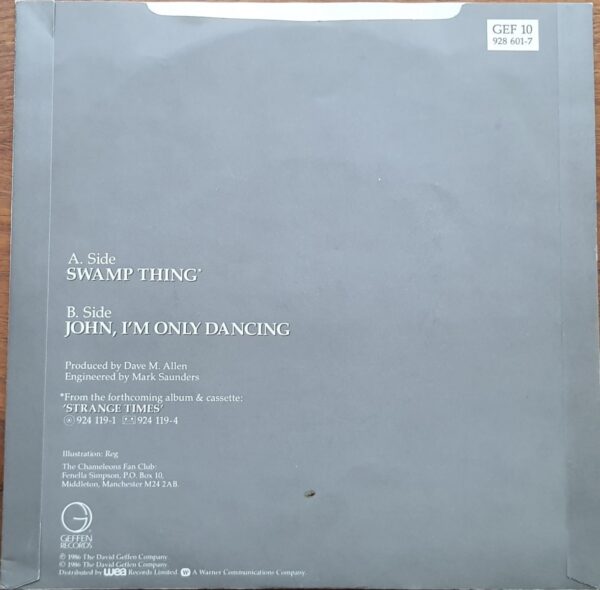 GEF 10
928 601-7
A. Side
SWAMP THING*
B. Side
JOHN, I'M ONLY DANCING
Produced by Dave M. Allen
Engineered by Mark Saunders
*From the forthcoming album & cassette:
'STRANGE TIMES'
924 119-1 924 119-4
Illustration: Reg
The Chameleons Fan Club:
Fenella Simpson, P.O. Box 10,
Middleton, Manchester M24 2AB.
GEFFEN
RECORDS
℗ 1986 The David Geffen Company
© 1986 The David Geffen Company
Distributed by wea Records Limited. W A Warner Communications Company.